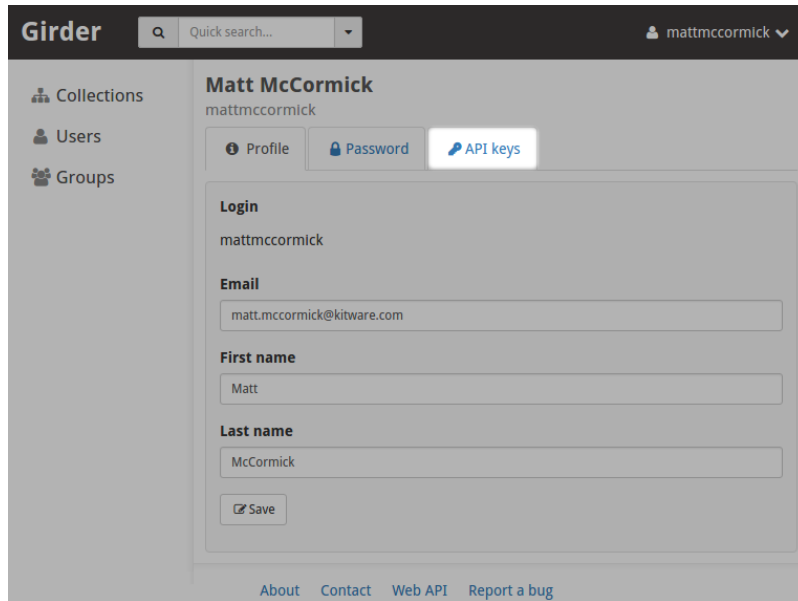 Girder Quick search... mattmccormick
Collections
Users
Groups
Matt McCormick
mattmccormick
Profile Password API keys
Login
mattmccormick
Email
matt.mccormick@kitware.com
First name
Matt
Last name
McCormick
Save
About Contact Web API Report a bug